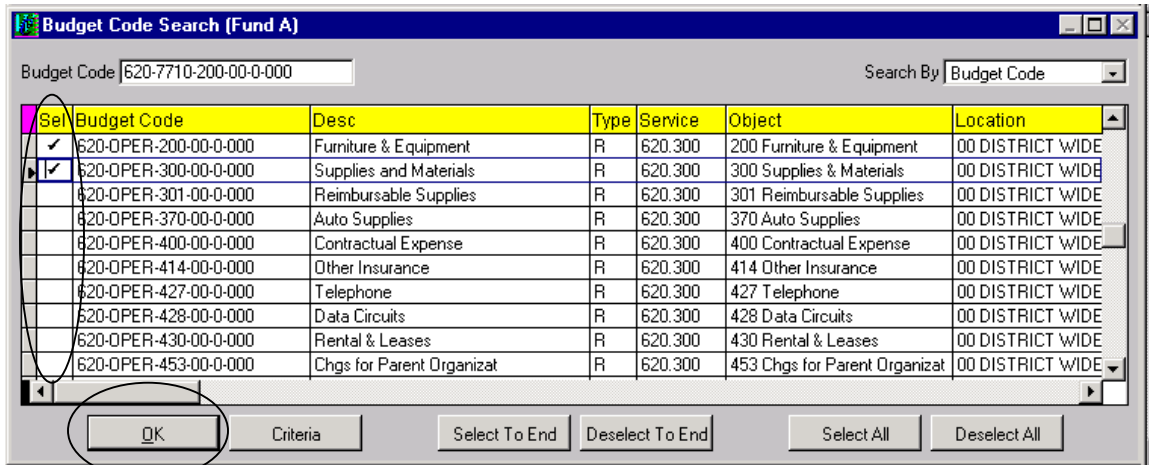 Budget Code Search (Fund A)
Budget Code 620-7710-200-00-0-000 Search By Budget Code
Sel Budget Code Desc Type Service Object Location
✓ 620-OPER-200-00-0-000 Furniture & Equipment R 620.300 200 Furniture & Equipment 00 DISTRICT WIDE
✓ 620-OPER-300-00-0-000 Supplies and Materials R 620.300 300 Supplies & Materials 00 DISTRICT WIDE
620-OPER-301-00-0-000 Reimbursable Supplies R 620.300 301 Reimbursable Supplies 00 DISTRICT WIDE
620-OPER-370-00-0-000 Auto Supplies R 620.300 370 Auto Supplies 00 DISTRICT WIDE
620-OPER-400-00-0-000 Contractual Expense R 620.300 400 Contractual Expense 00 DISTRICT WIDE
620-OPER-414-00-0-000 Other Insurance R 620.300 414 Other Insurance 00 DISTRICT WIDE
620-OPER-427-00-0-000 Telephone R 620.300 427 Telephone 00 DISTRICT WIDE
620-OPER-428-00-0-000 Data Circuits R 620.300 428 Data Circuits 00 DISTRICT WIDE
620-OPER-430-00-0-000 Rental & Leases R 620.300 430 Rental & Leases 00 DISTRICT WIDE
620-OPER-453-00-0-000 Chgs for Parent Organizat R 620.300 453 Chgs for Parent Organizat 00 DISTRICT WIDE
OK Criteria Select To End Deselect To End Select All Deselect All